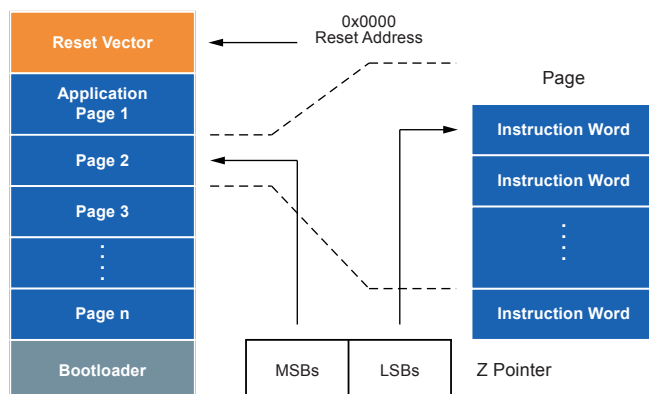 Reset Vector
Application
Page 1
Page 2
Page 3
Page n
Bootloader
0x0000
Reset Address
Page
Instruction Word
Instruction Word
Instruction Word
MSBs
LSBs
Z Pointer